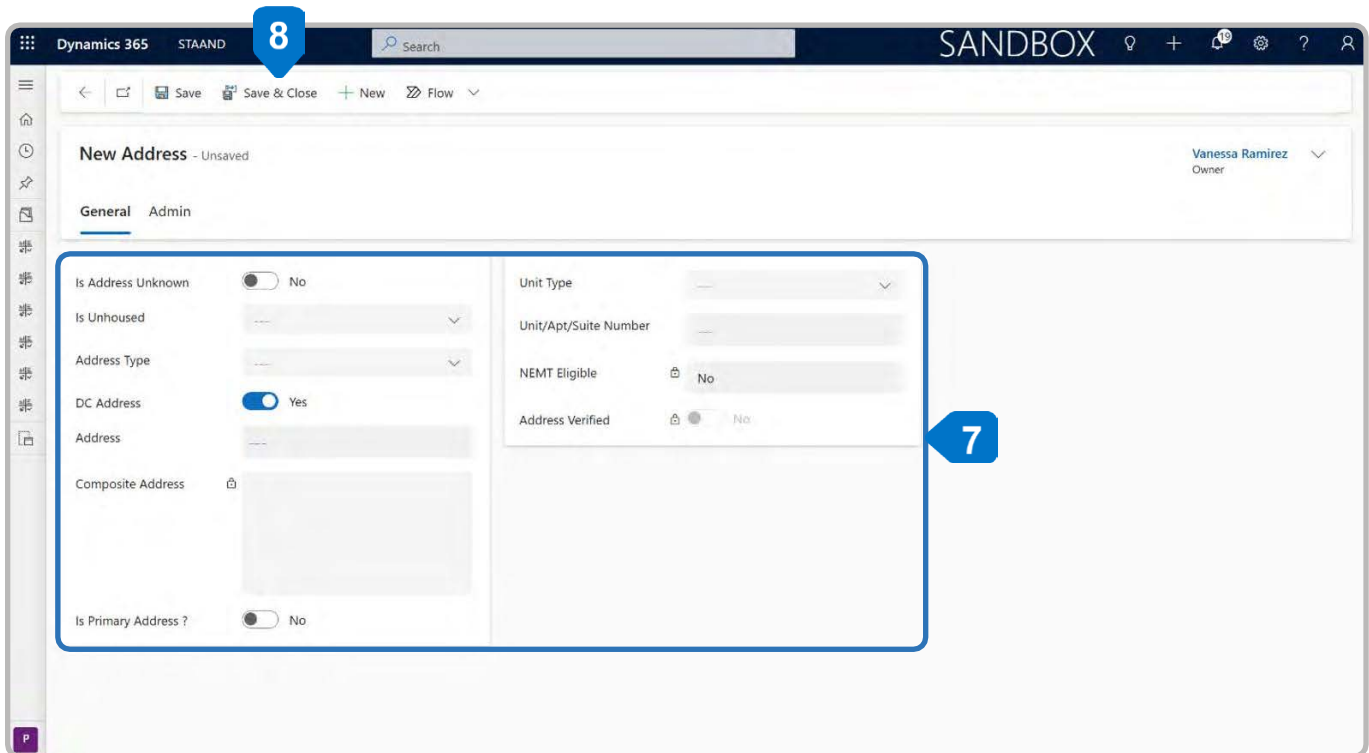 8
Dynamics 365 STAAND Search SANDBOX 19 ?
Save Save & Close New Flow
New Address - Unsaved
Vanessa Ramirez
Owner
General Admin
Is Address Unknown No
Is Unhoused ---
Address Type ---
DC Address Yes
Address ---
Composite Address
Is Primary Address ? No
Unit Type ---
Unit/Apt/Suite Number ---
NEMT Eligible No
Address Verified No
7
P